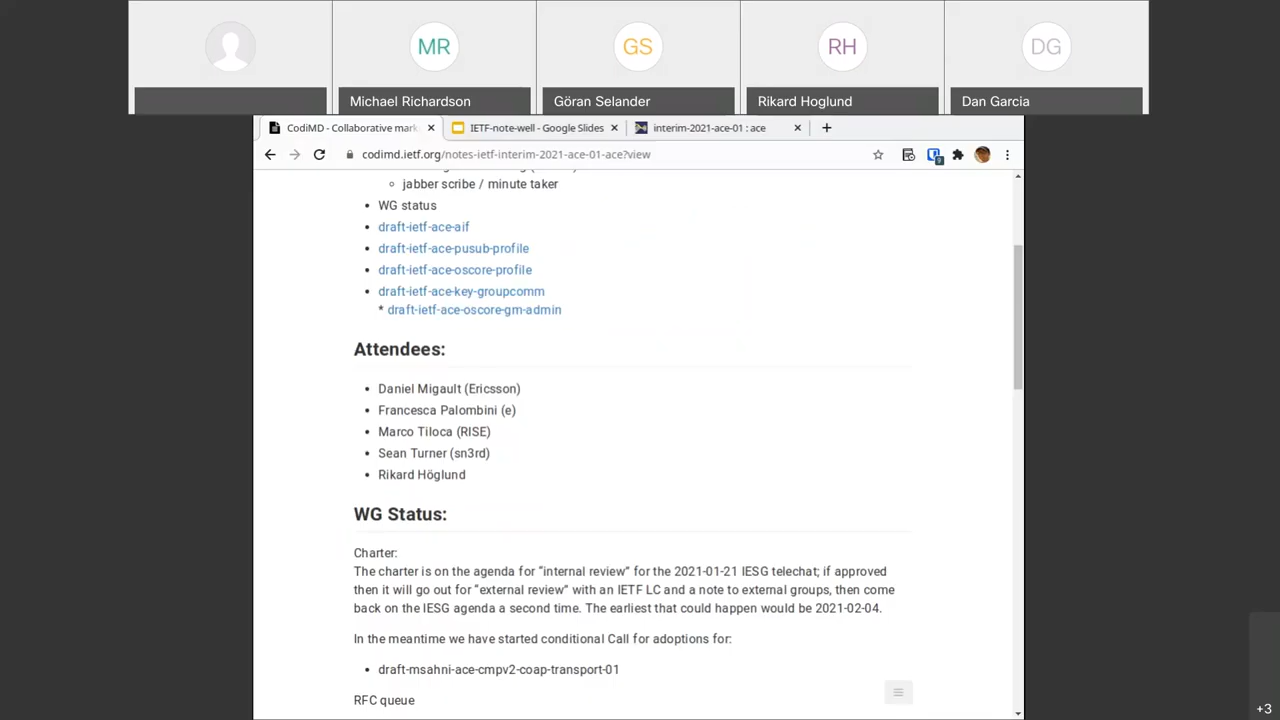 MR
GS
RH
DG
Michael Richardson
Göran Selander
Rikard Hoglund
Dan Garcia
CodiMD - Collaborative mark
IETF-note-well - Google Slides
interim-2021-ace-01 : ace
codimd.ietf.org/notes-ietf-interim-2021-ace-01-ace?view
jabber scribe / minute taker
WG status
draft-ietf-ace-aif
draft-ietf-ace-pusub-profile
draft-ietf-ace-oscore-profile
draft-ietf-ace-key-groupcomm
* draft-ietf-ace-oscore-gm-admin
Attendees:
Daniel Migault (Ericsson)
Francesca Palombini (e)
Marco Tiloca (RISE)
Sean Turner (sn3rd)
Rikard Höglund
WG Status:
Charter:
The charter is on the agenda for “internal review” for the 2021-01-21 IESG telechat; if approved
then it will go out for “external review” with an IETF LC and a note to external groups, then come
back on the IESG agenda a second time. The earliest that could happen would be 2021-02-04.
In the meantime we have started conditional Call for adoptions for:
draft-msahni-ace-cmpv2-coap-transport-01
RFC queue
+3